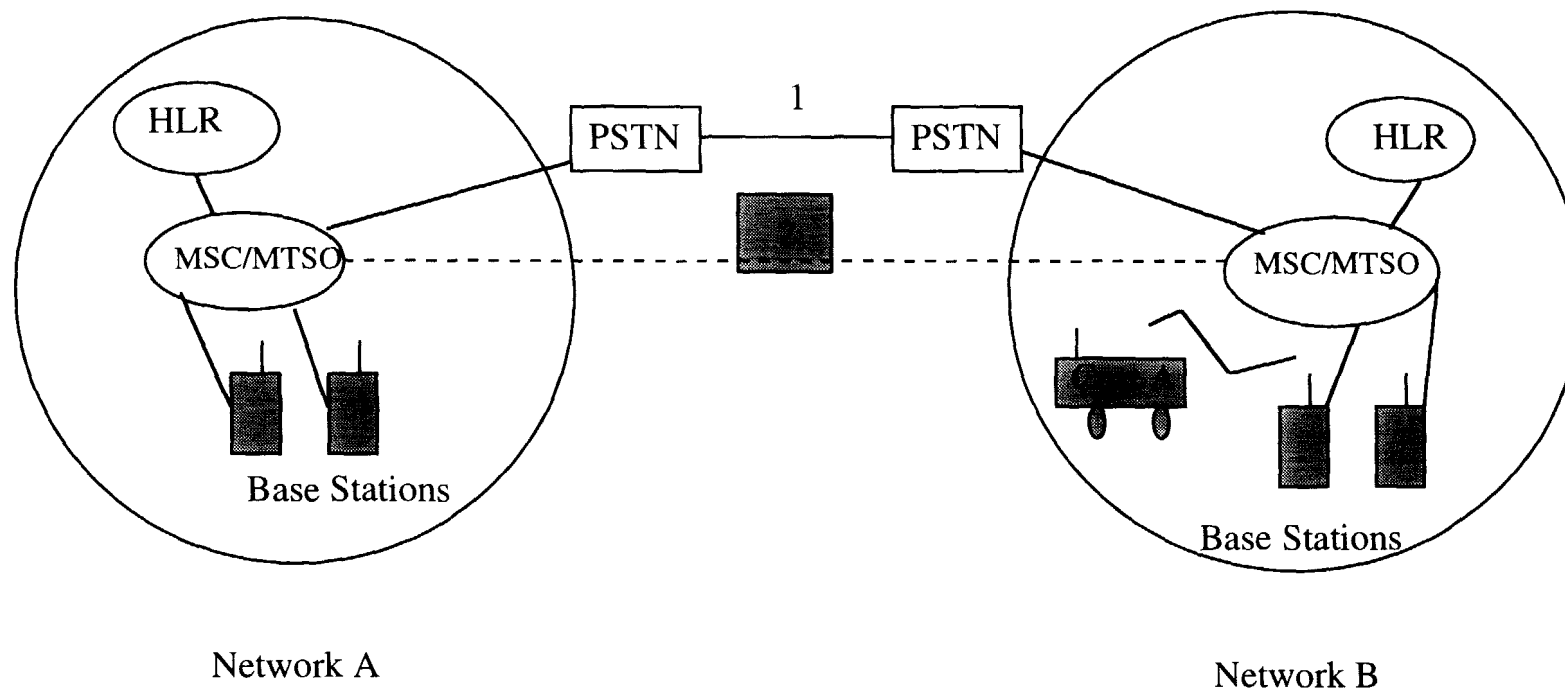 1
HLR
PSTN
PSTN
HLR
MSC/MTSO
MSC/MTSO
Base Stations
Base Stations
Network A
Network B